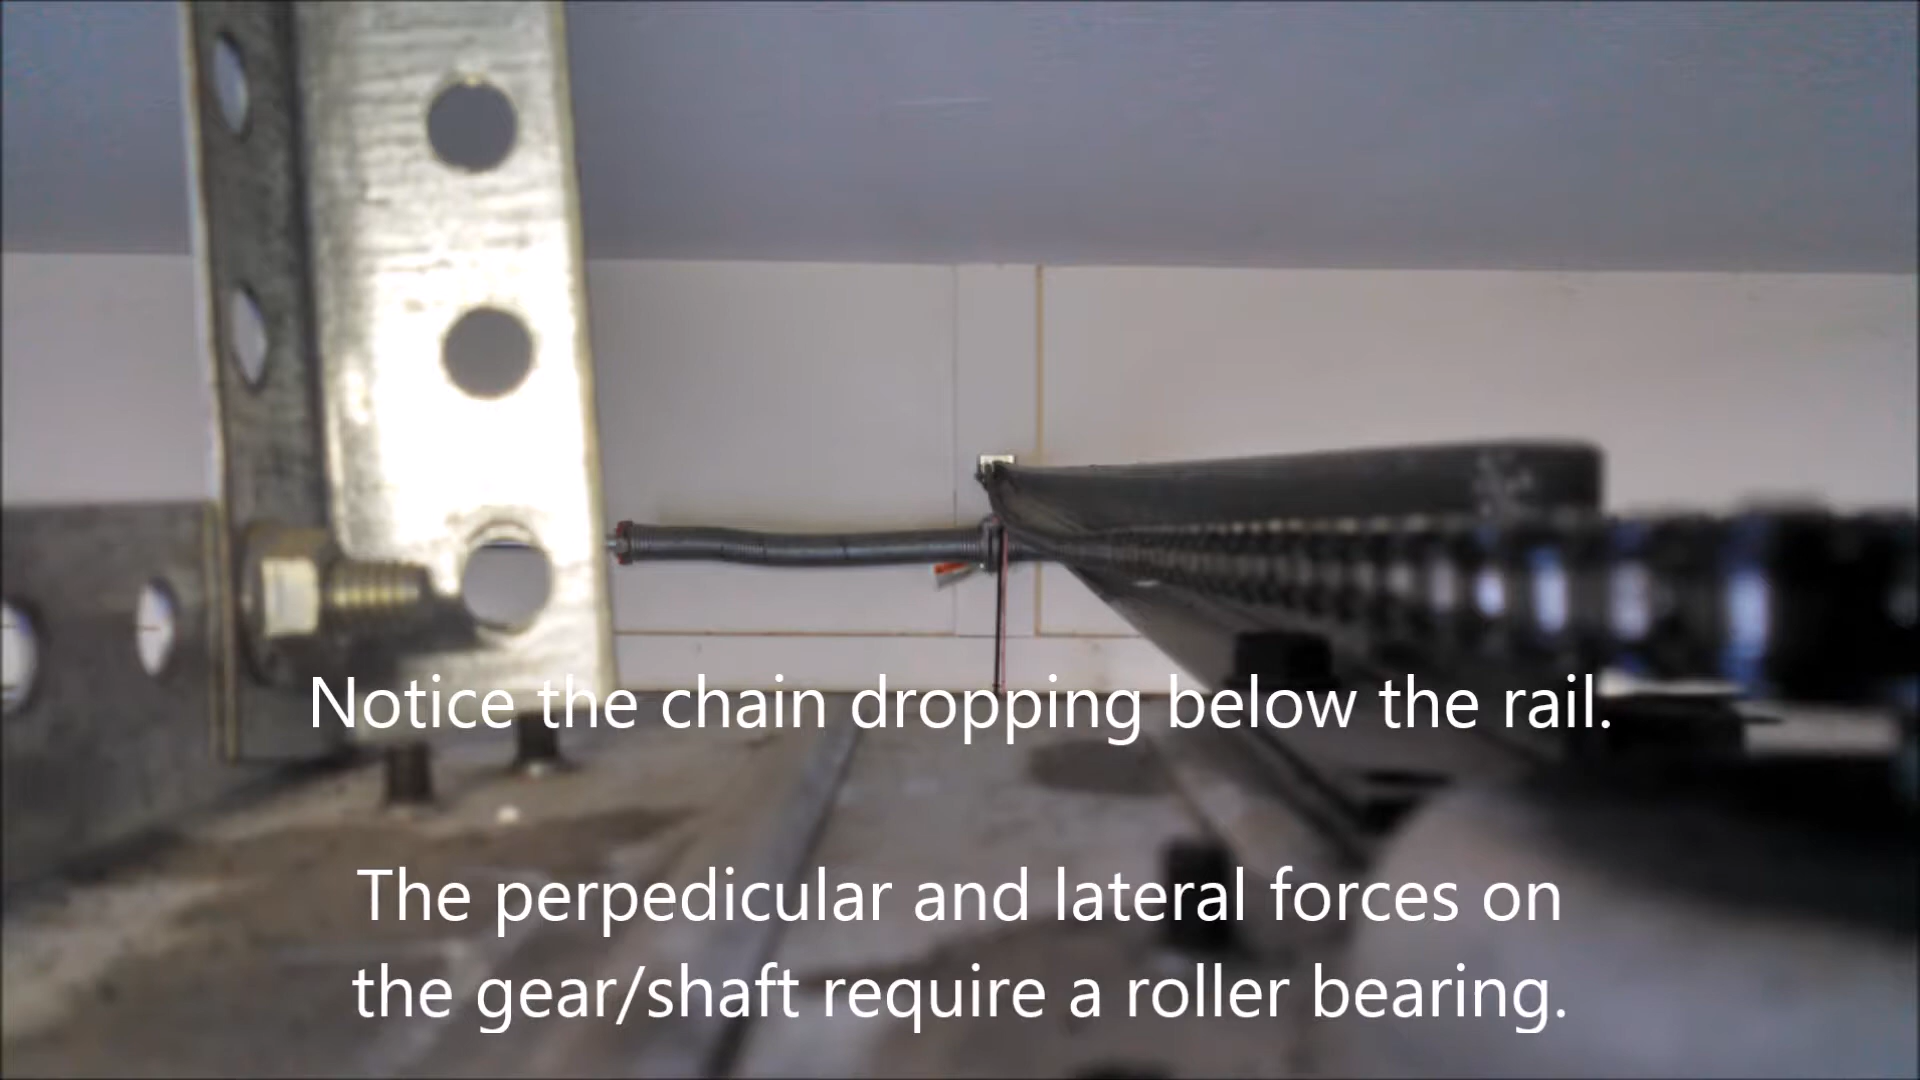 Notice the chain dropping below the rail.
The perpedicular and lateral forces on
the gear/shaft require a roller bearing.